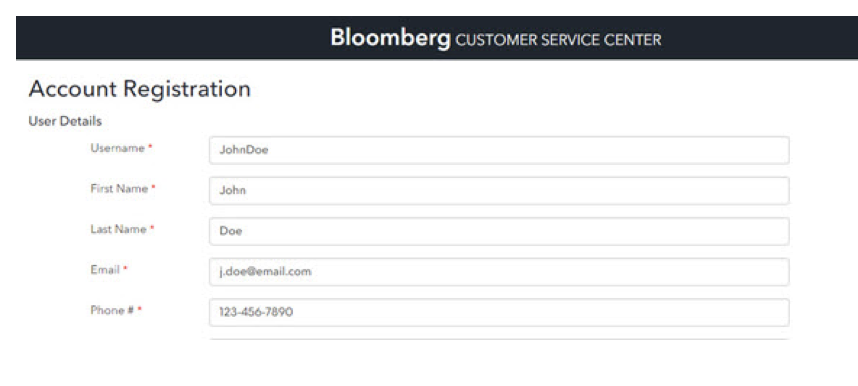 Bloomberg CUSTOMER SERVICE CENTER
Account Registration
User Details
Username * JohnDoe
First Name * John
Last Name * Doe
Email * j.doe@email.com
Phone # * 123-456-7890